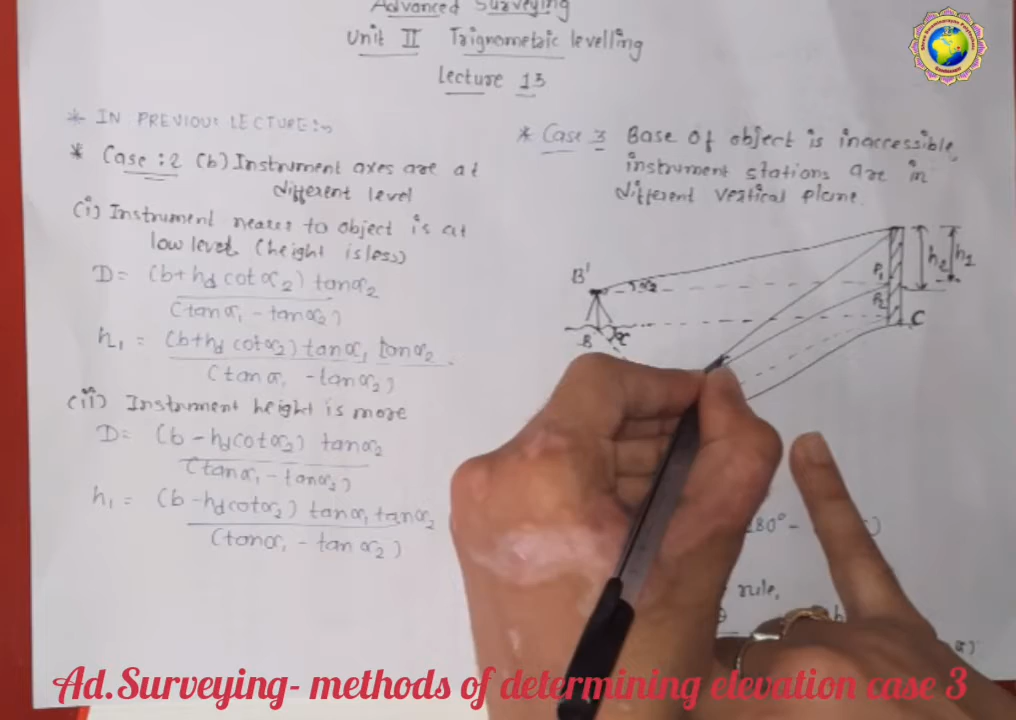 Advanced Surveying
Unit II Trignometric levelling
Lecture 13
* IN PREVIOUS LECTURE:→
* Case :2 (b) Instrument axes are at
different level
(i) Instrument nearer to object is at
low level (height is less)
D = (b + hd cot α2) tan α2
(tan α1 - tan α2)
h1 = (b + hd cot α2) tan α1 tan α2
(tan α1 - tan α2)
(ii) Instrument height is more
D = (b - hd cot α2) tan α2
(tan α1 - tan α2)
h1 = (b - hd cot α2) tan α1 tan α2
(tan α1 - tan α2)
* Case 3 Base of object is inaccessible,
instrument stations are in
different vertical plane.
B' α2 P1 h2 h1
P2
B α C
180° -
rule,
Ad.Surveying- methods of determining elevation case 3